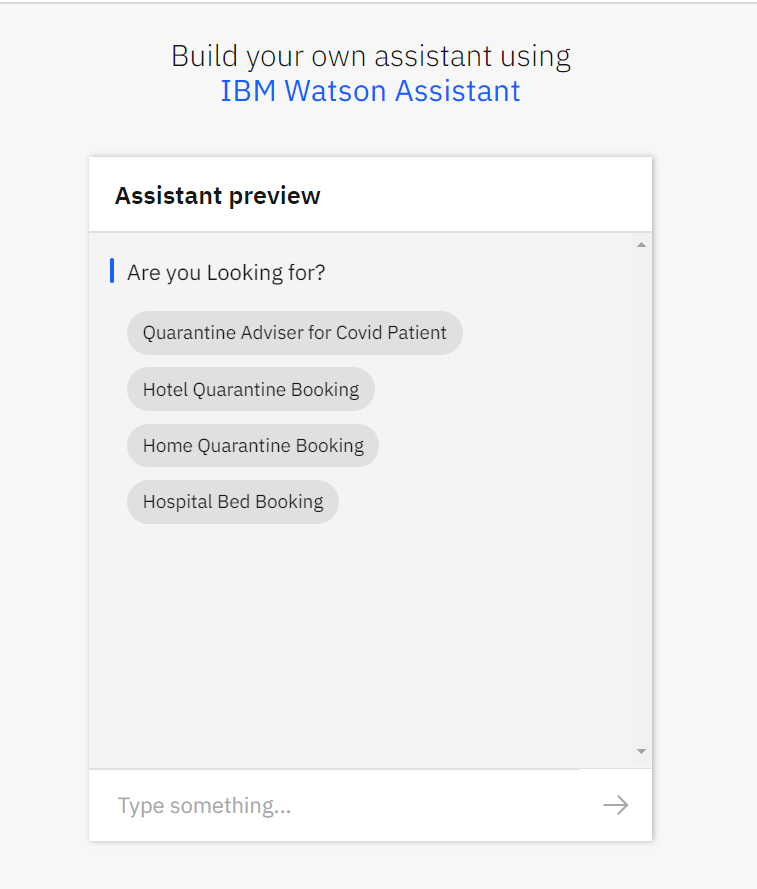 Build your own assistant using
IBM Watson Assistant
Assistant preview
Are you Looking for?
Quarantine Adviser for Covid Patient
Hotel Quarantine Booking
Home Quarantine Booking
Hospital Bed Booking
Type something...